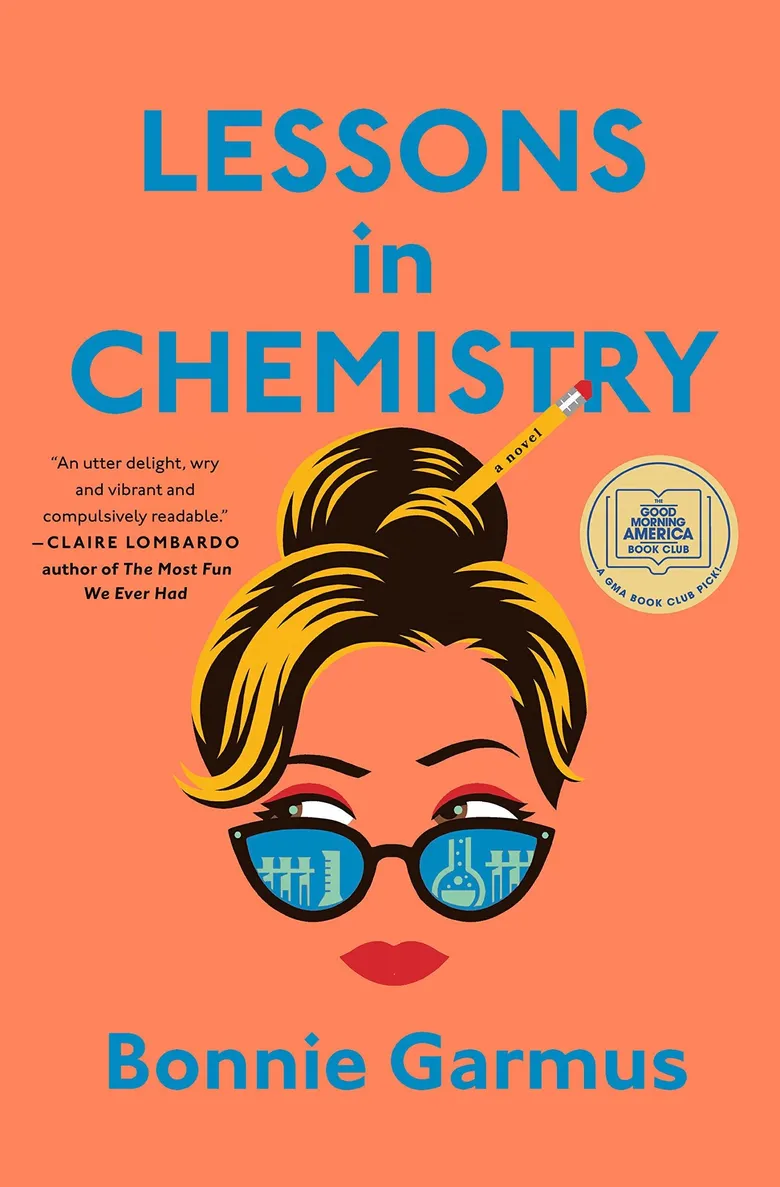 LESSONS
in
CHEMISTRY
a novel
“An utter delight, wry
and vibrant and
compulsively readable.”
—CLAIRE LOMBARDO
author of The Most Fun
We Ever Had
THE
GOOD
MORNING
AMERICA
BOOK CLUB
A GMA BOOK CLUB PICK!
Bonnie Garmus